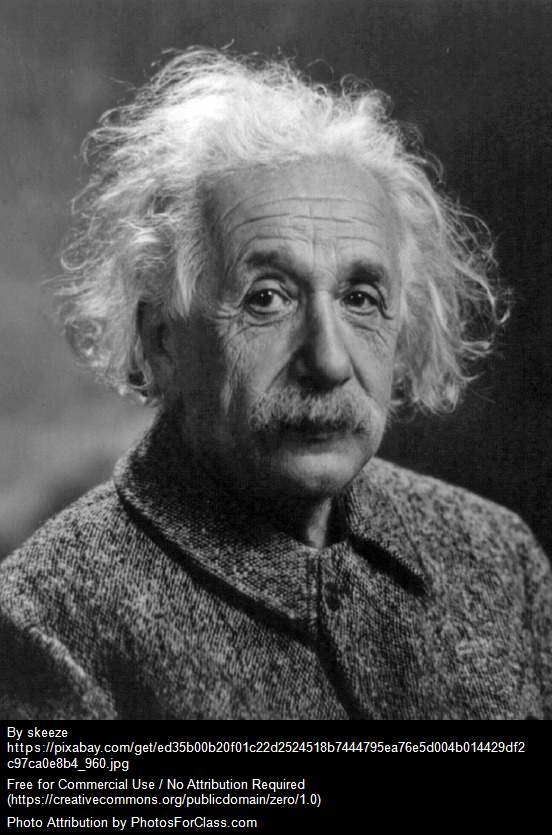 By skeeze
https://pixabay.com/get/ed35b00b20f01c22d2524518b7444795ea76e5d004b014429df2
c97ca0e8b4_960.jpg
Free for Commercial Use / No Attribution Required
(https://creativecommons.org/publicdomain/zero/1.0)
Photo Attribution by PhotosForClass.com